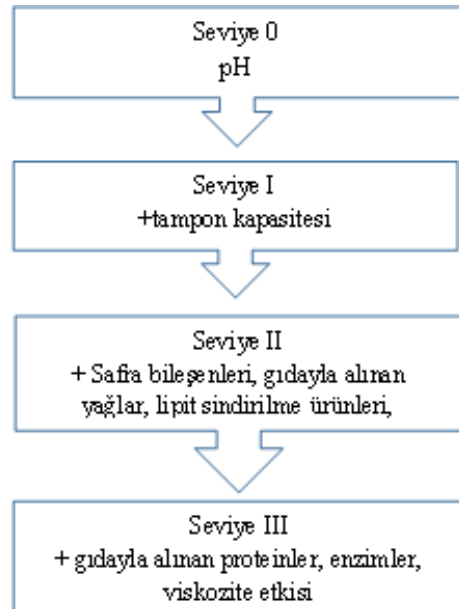 Seviye 0
pH
Seviye I
+tampon kapasitesi
Seviye II
+ Safra bileşenleri, gıdayla alınan
yağlar, lipit sindirilme ürünleri,
Seviye III
+ gıdayla alınan proteinler, enzimler,
viskozite etkisi